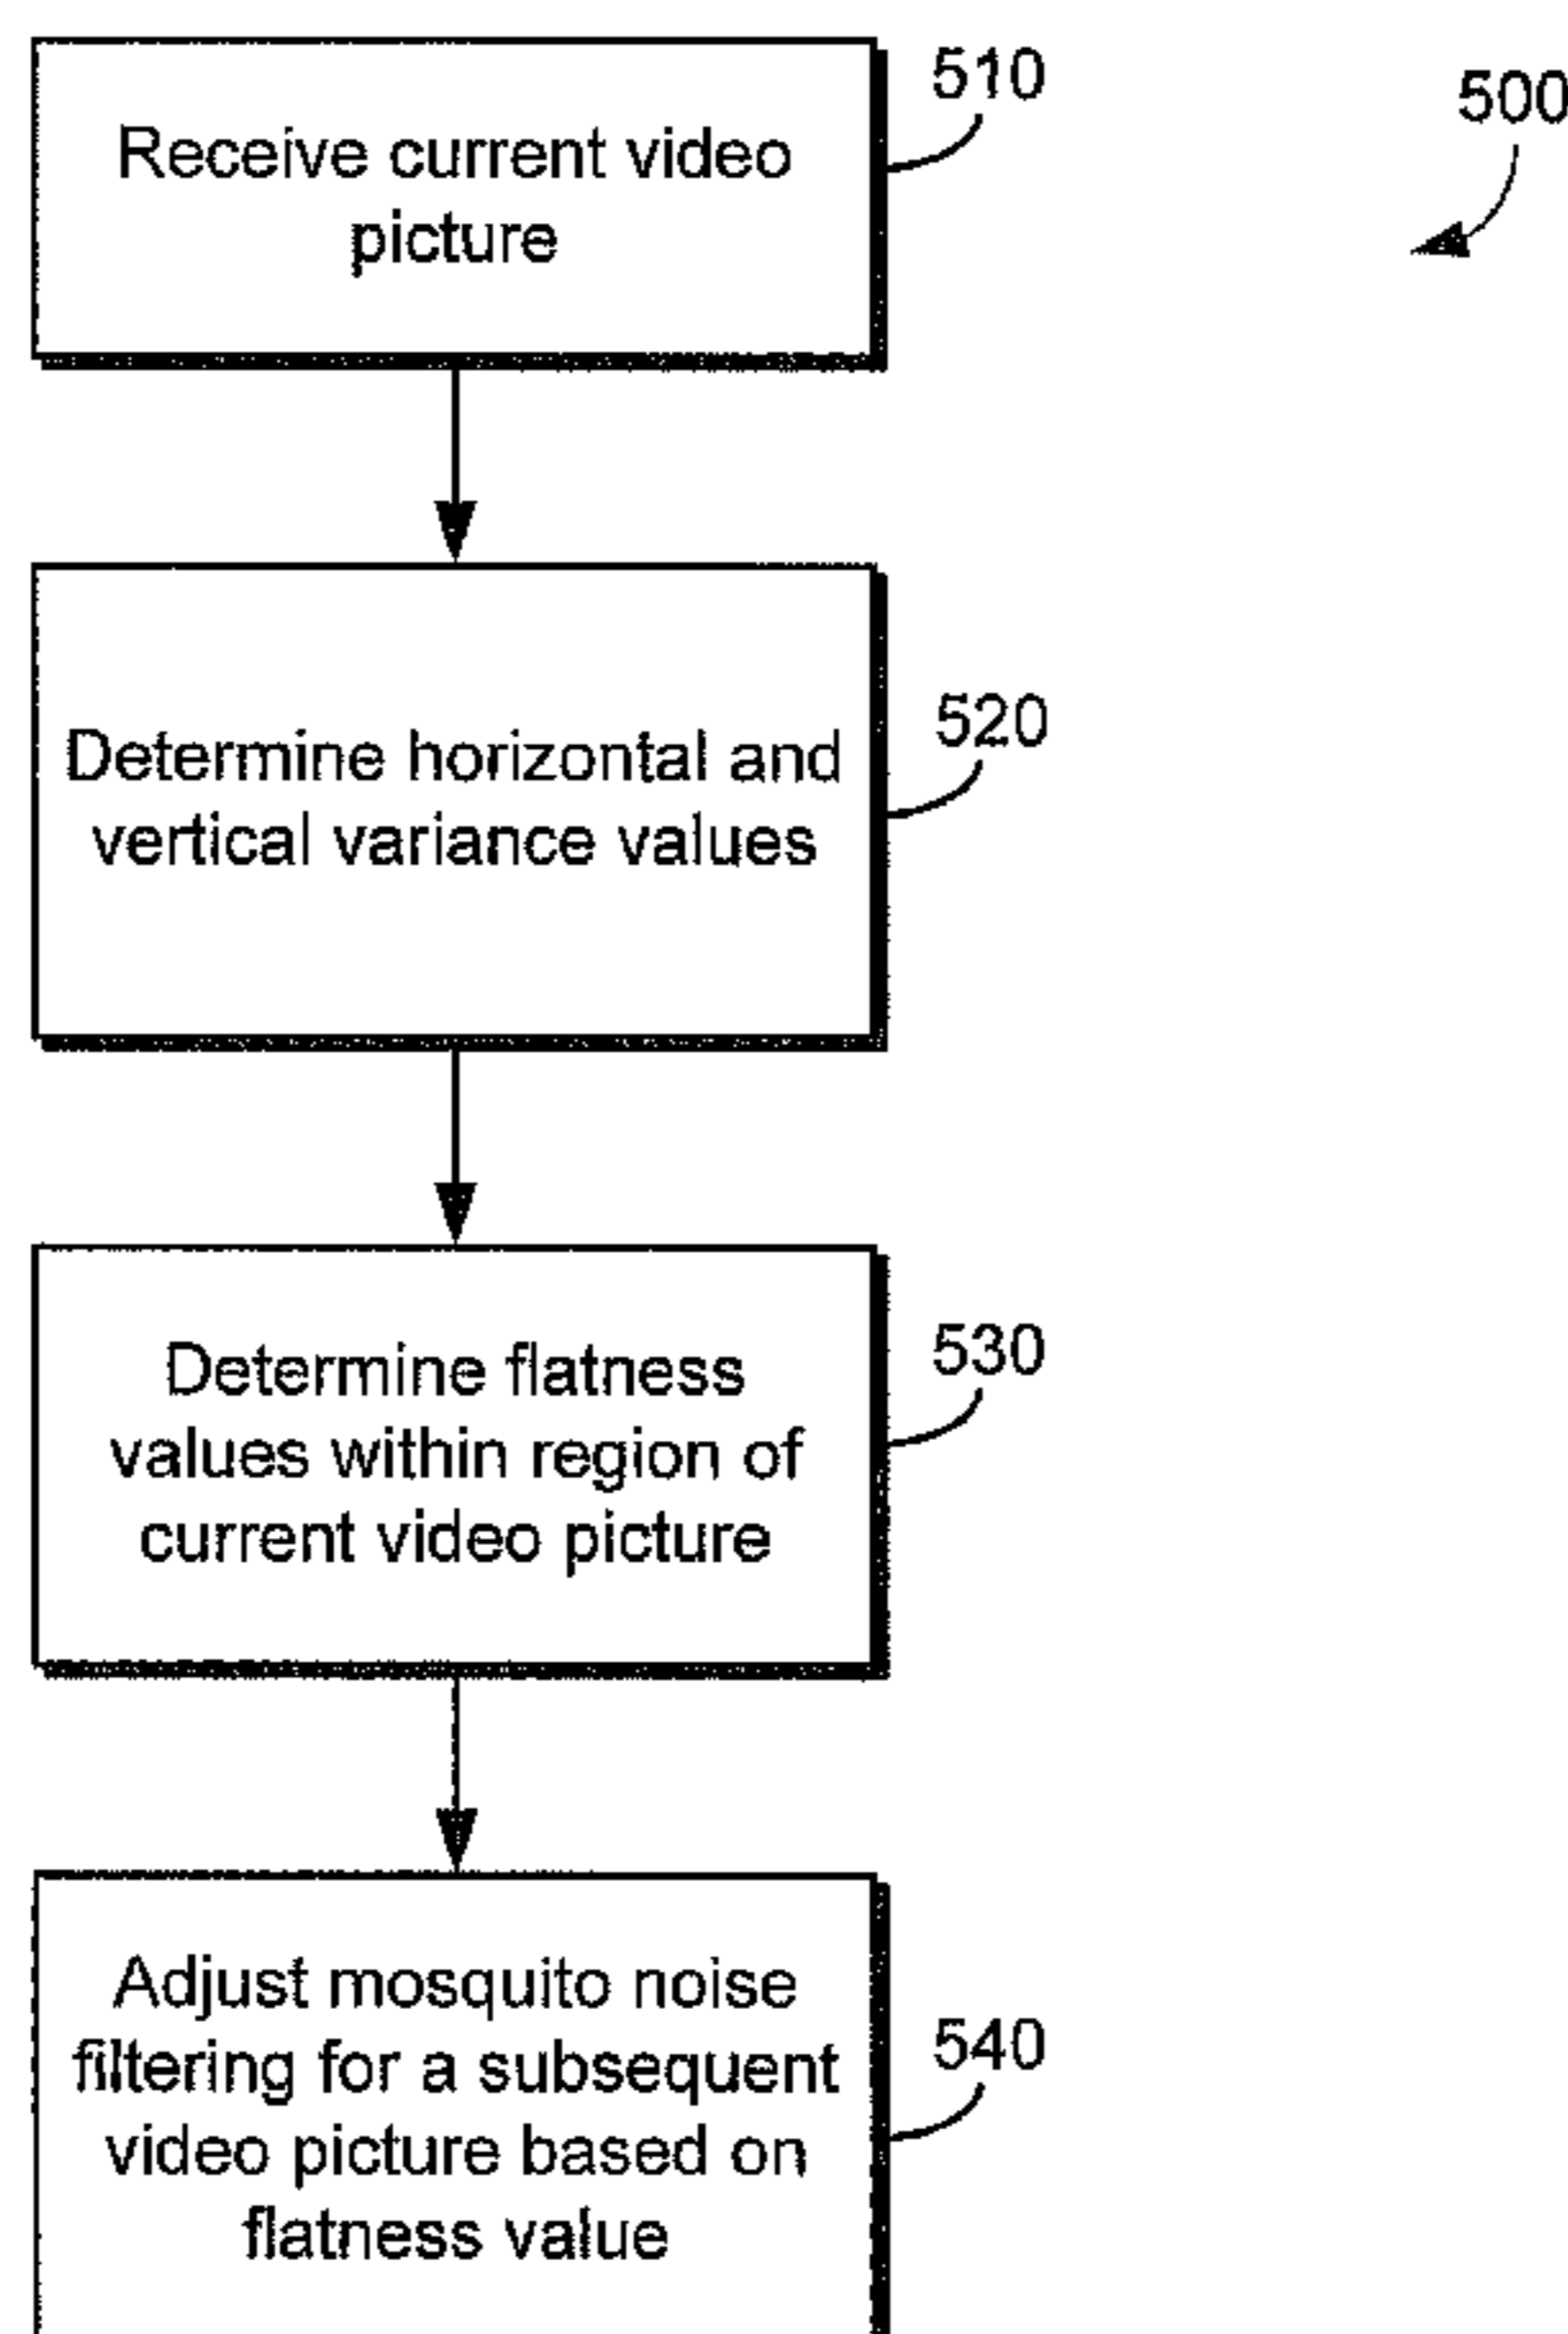 510
500
Receive current video
picture
520
Determine horizontal and
vertical variance values
530
Determine flatness
values within region of
current video picture
540
Adjust mosquito noise
filtering for a subsequent
video picture based on
flatness value